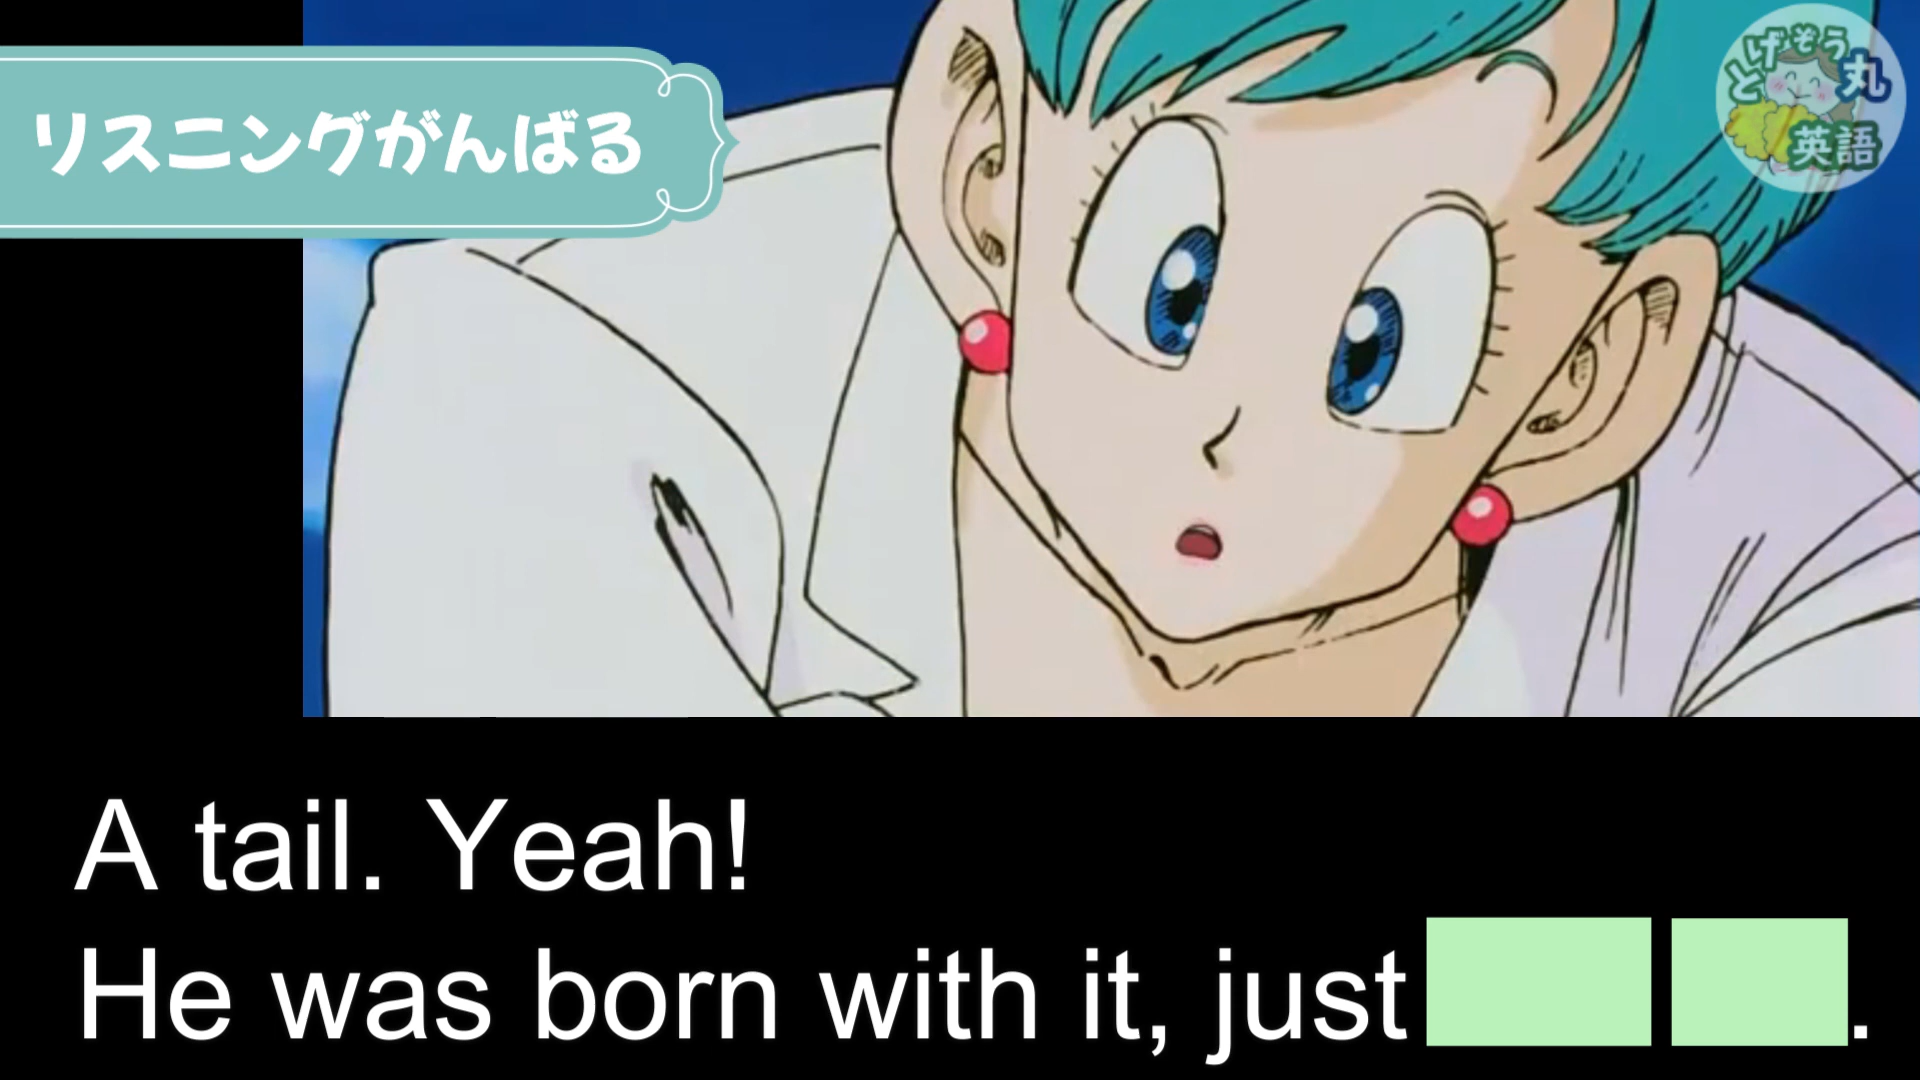 リスニングがんばる
とげぞう丸
英語
A tail. Yeah!
He was born with it, just .